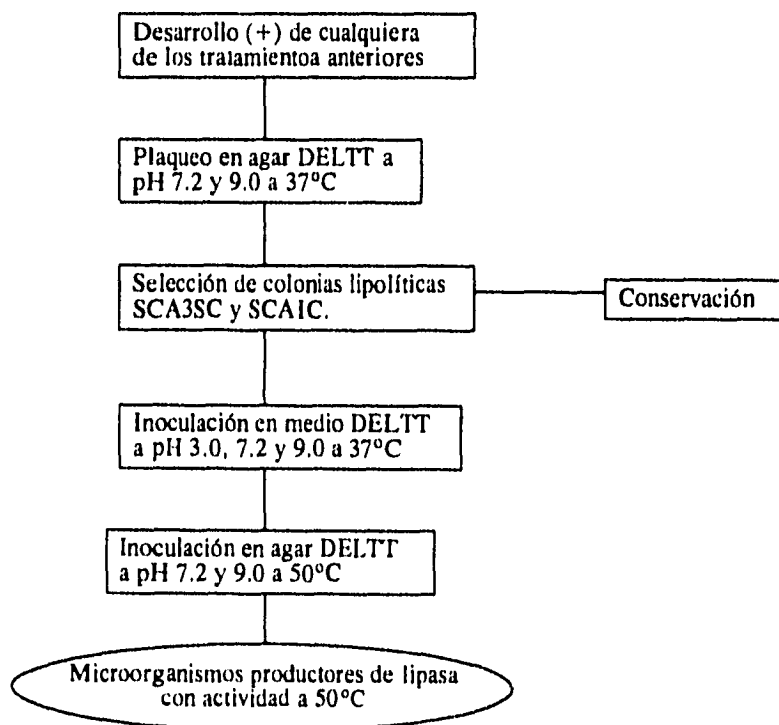 Desarrollo (+) de cualquiera
de los tratamientoa anteriores
Plaqueo en agar DELTT a
pH 7.2 y 9.0 a 37°C
Selección de colonias lipolíticas
SCA3SC y SCA1C.
Conservación
Inoculación en medio DELTT
a pH 3.0, 7.2 y 9.0 a 37°C
Inoculación en agar DELTT
a pH 7.2 y 9.0 a 50°C
Microorganismos productores de lipasa
con actividad a 50°C